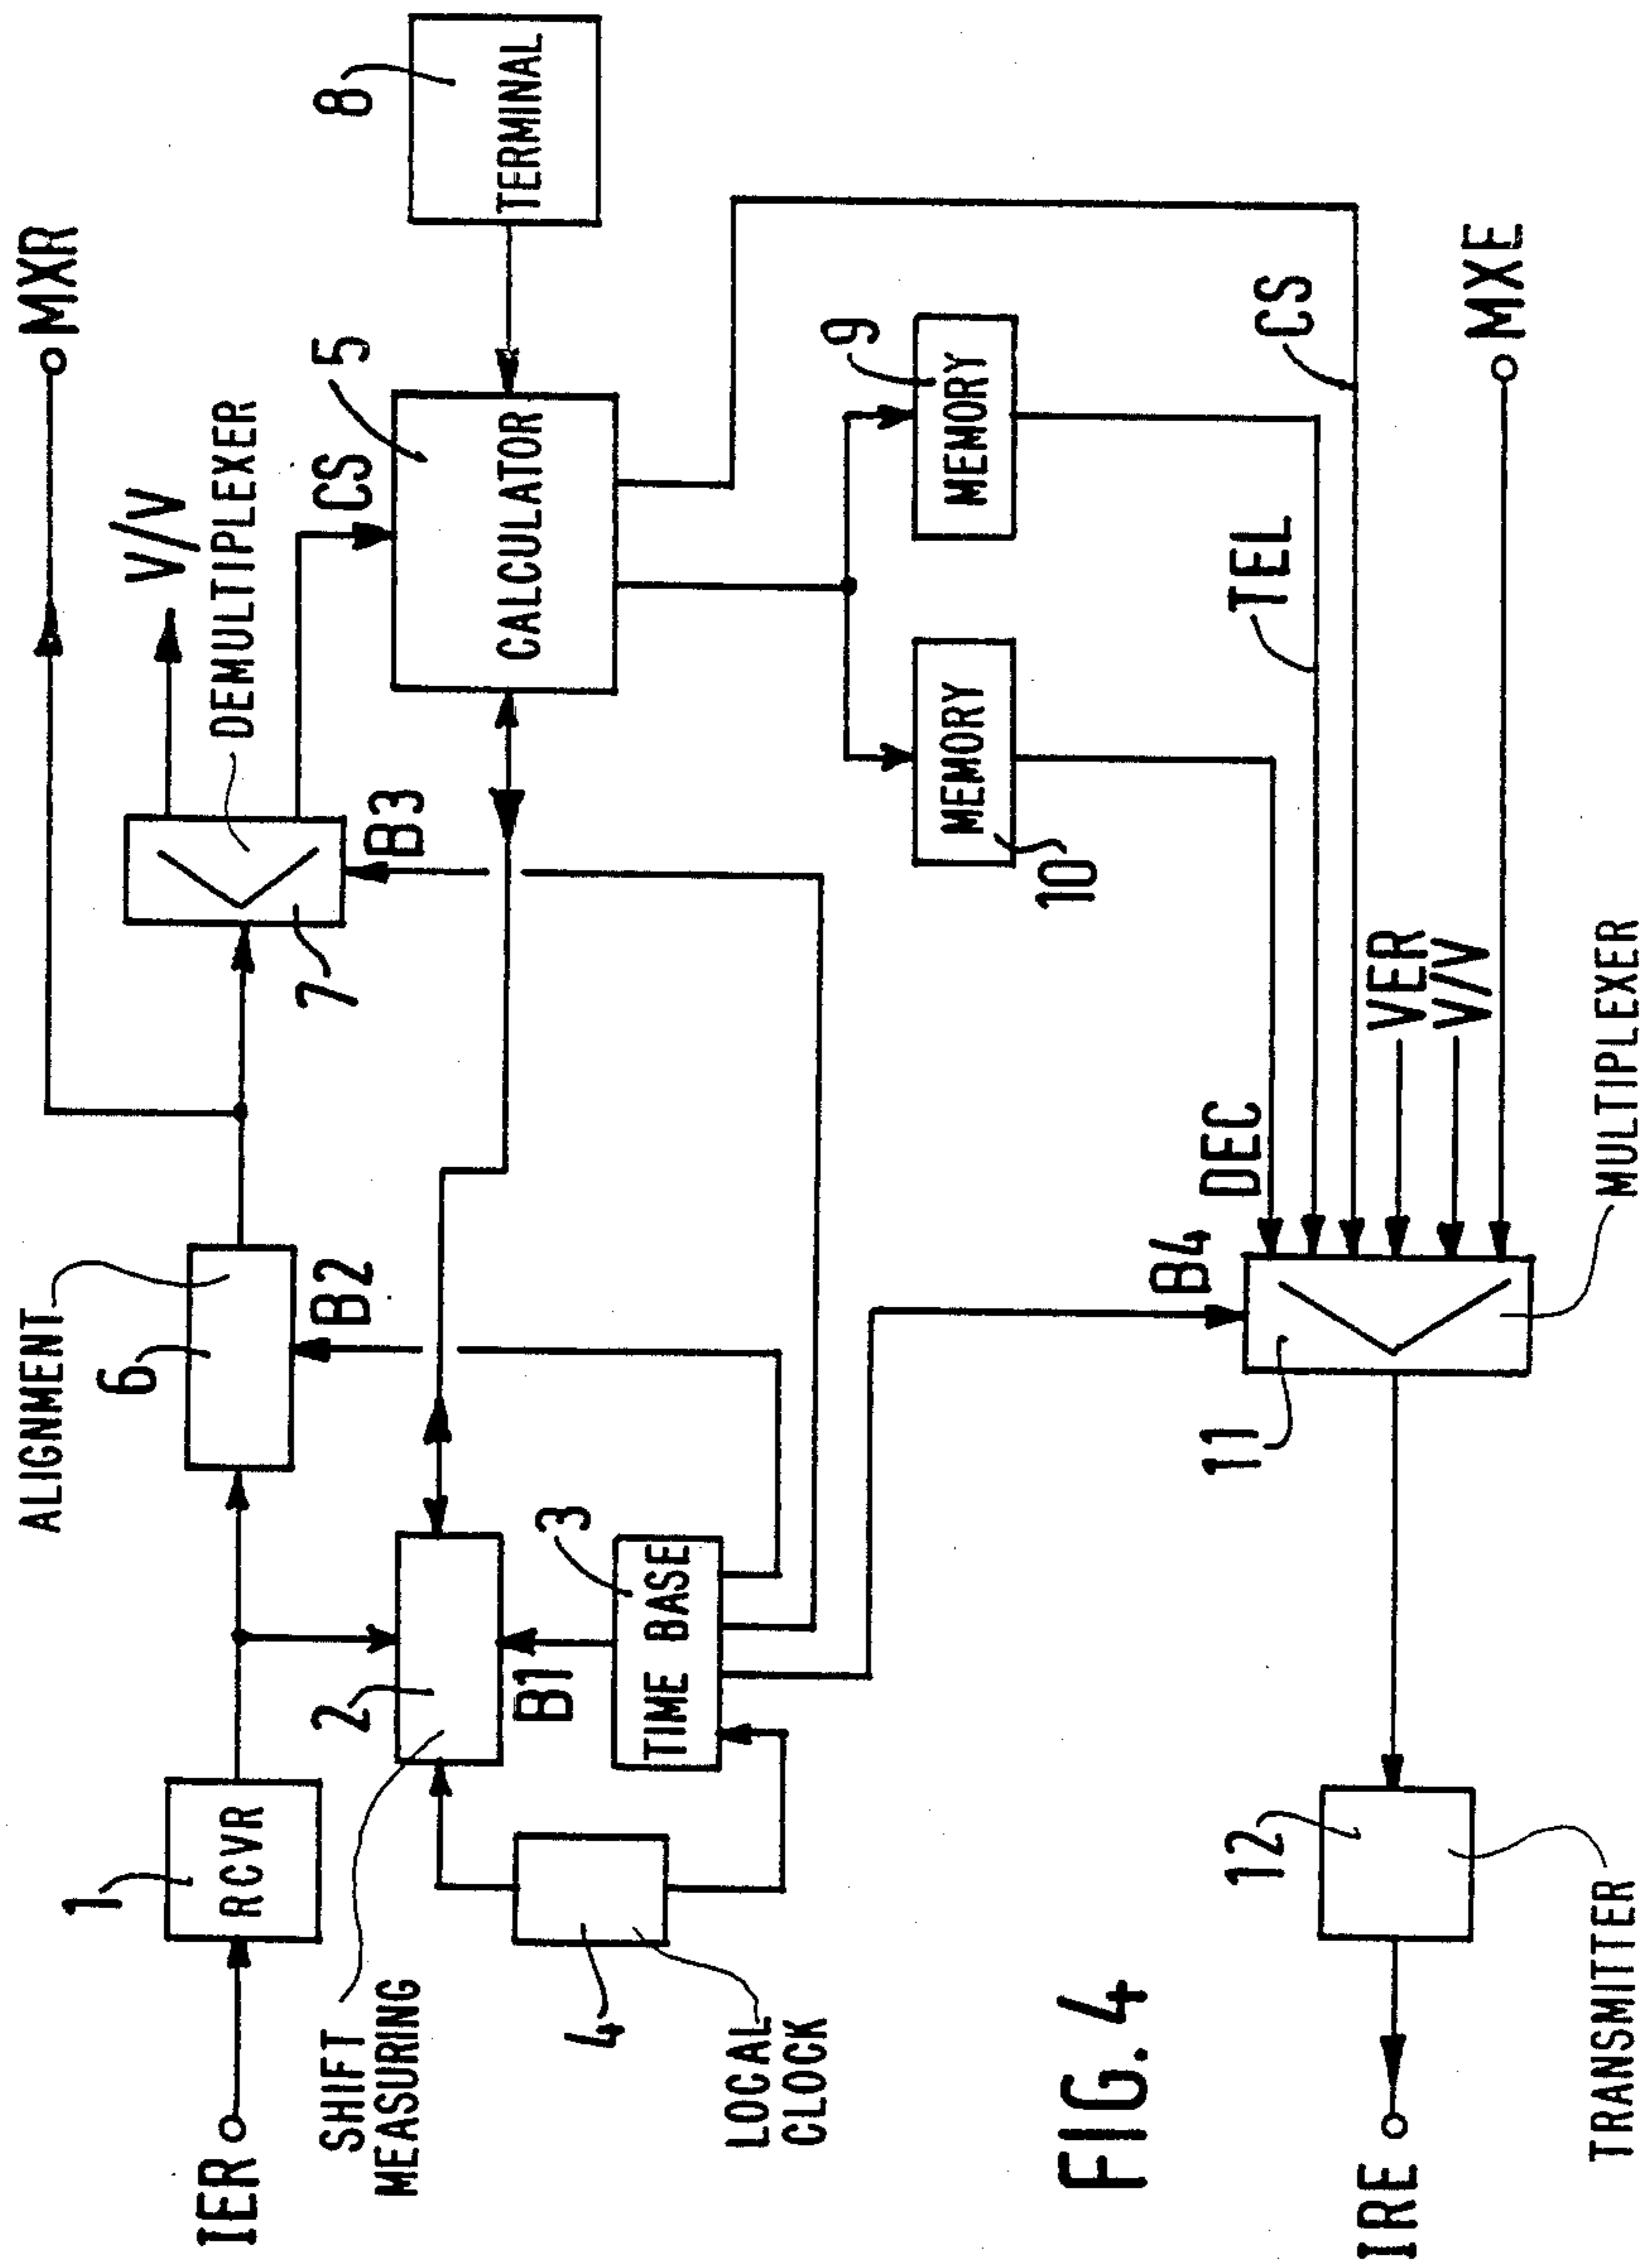 MXR
V/V
DEMULTIPLEXER
ALIGNMENT
6
B2
7
B3
CS
5
CALCULATOR
8
TERMINAL
IER
1
RCVR
2
SHIFT
MEASURING
B1
3
TIME BASE
4
LOCAL
CLOCK
9
MEMORY
10
MEMORY
TEL
CS
DEC
B4
VER
V/V
MXE
11
MULTIPLEXER
12
TRANSMITTER
IRE
FIG. 4